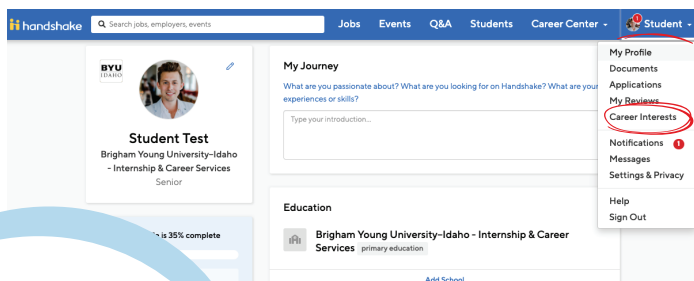 handshake
Search jobs, employers, events
Jobs Events Q&A Students Career Center Student
BYU
IDAHO
Student Test
Brigham Young University-Idaho
- Internship & Career Services
Senior
is 35% complete
My Journey
What are you passionate about? What are you looking for on Handshake? What are your
experiences or skills?
Type your introduction...
Education
Brigham Young University-Idaho - Internship & Career
Services primary education
Add School
My Profile
Documents
Applications
My Reviews
Career Interests
Notifications 1
Messages
Settings & Privacy
Help
Sign Out